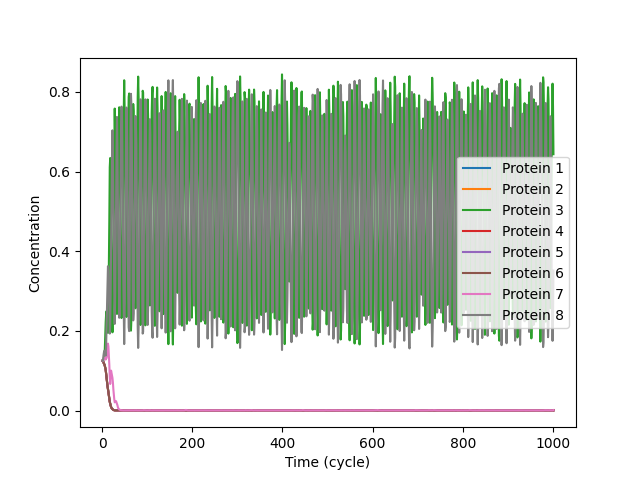 0.8
0.6
0.4
0.2
0.0
Concentration
Protein 1
Protein 2
Protein 3
Protein 4
Protein 5
Protein 6
Protein 7
Protein 8
0 200 400 600 800 1000
Time (cycle)